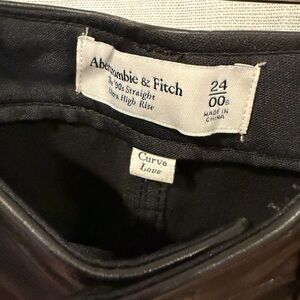 Abercrombie & Fitch
The '90s Straight
Ultra High Rise
24
00S
MADE IN
CHINA
Curve
Love